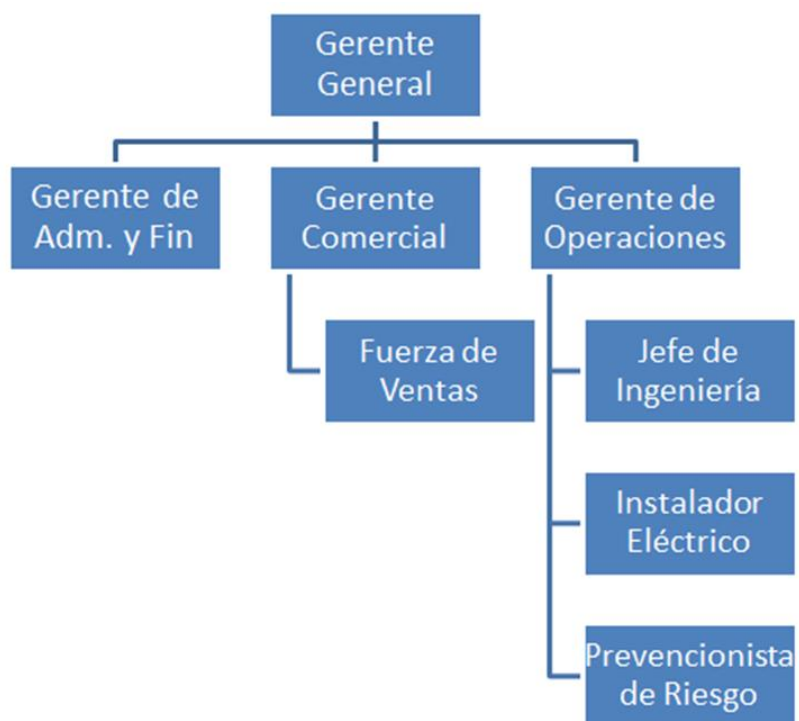 Gerente
General
Gerente de
Adm. y Fin
Gerente
Comercial
Gerente de
Operaciones
Fuerza de
Ventas
Jefe de
Ingeniería
Instalador
Eléctrico
Prevencionista
de Riesgo